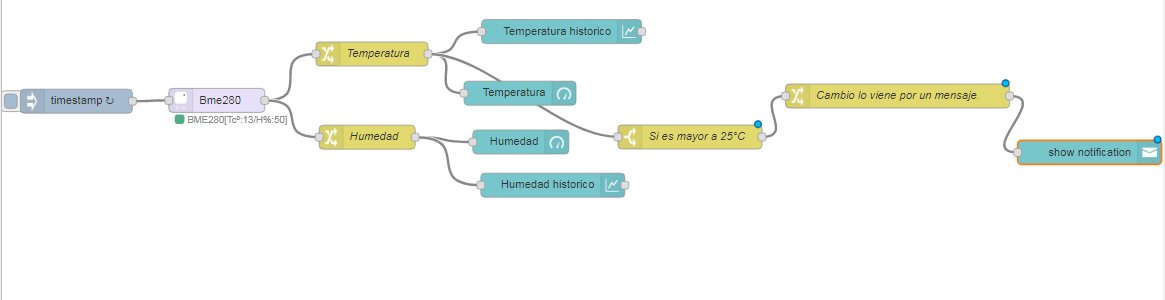 timestamp ↻
Bme280
BME280[Tcº:13/H%:50]
Temperatura
Temperatura historico
Temperatura
Humedad
Humedad
Humedad historico
Si es mayor a 25°C
Cambio lo viene por un mensaje.
show notification